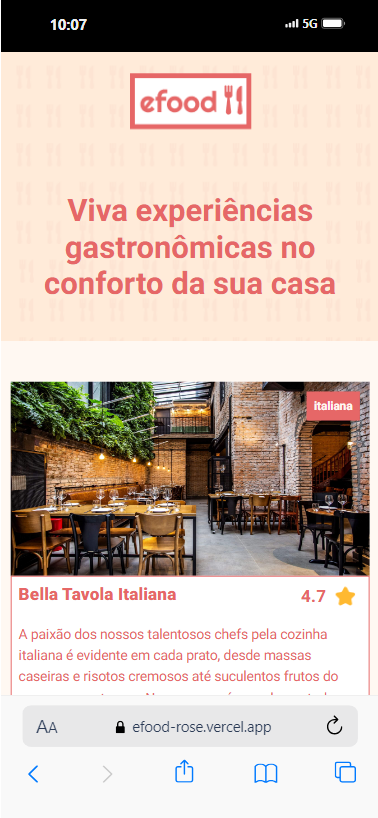 10:07
5G
efood
Viva experiências
gastronômicas no
conforto da sua casa
italiana
Bella Tavola Italiana
4.7
A paixão dos nossos talentosos chefs pela cozinha
italiana é evidente em cada prato, desde massas
caseiras e risotos cremosos até suculentos frutos do
AA
efood-rose.vercel.app